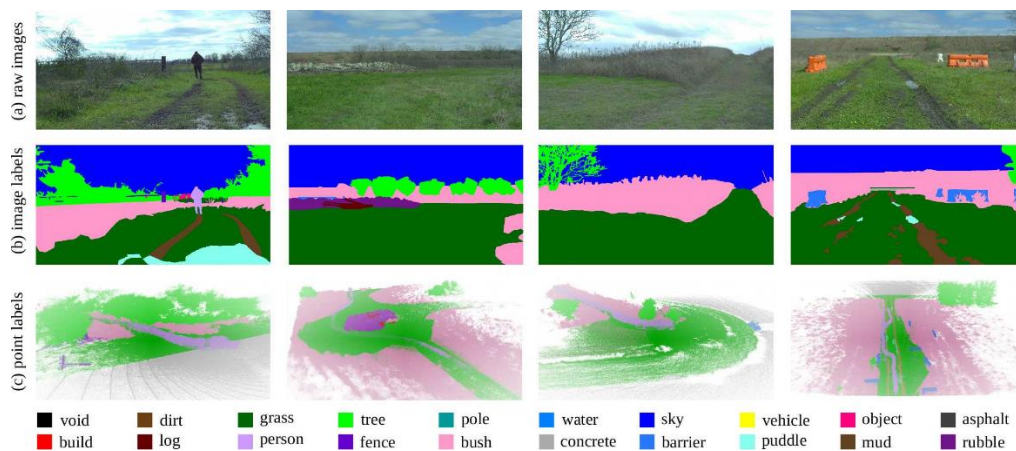 (a) raw images
(b) image labels
(c) point labels
void dirt grass tree pole water sky vehicle object asphalt
build log person fence bush concrete barrier puddle mud rubble